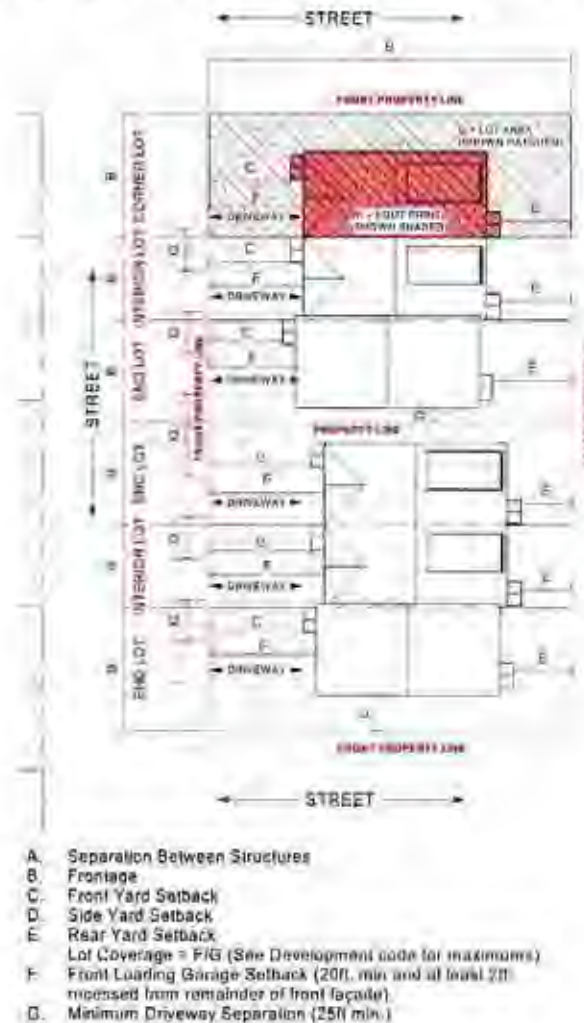 STREET
B
FRONT PROPERTY LINE
G = LOT AREA
(SHOWN HATCHED)
B
CORNER LOT
C
F
DRIVEWAY
(SHOWN SHADED)
E
INTERIOR LOT
C
F
DRIVEWAY
E
STREET
END LOT
FRONT PROPERTY LINE
C
F
DRIVEWAY
E
PROPERTY LINE
END LOT
F
DRIVEWAY
E
INTERIOR LOT
F
DRIVEWAY
E
END LOT
C
F
DRIVEWAY
E
FRONT PROPERTY LINE
STREET
A. Separation Between Structures
B. Frontage
C. Front Yard Setback
D. Side Yard Setback
E. Rear Yard Setback
Lot Coverage = F/G (See Development code for maximums)
F. Front Loading Garage Setback (20ft. min and at least 2ft
recessed from remainder of front façade)
G. Minimum Driveway Separation (25ft min.)